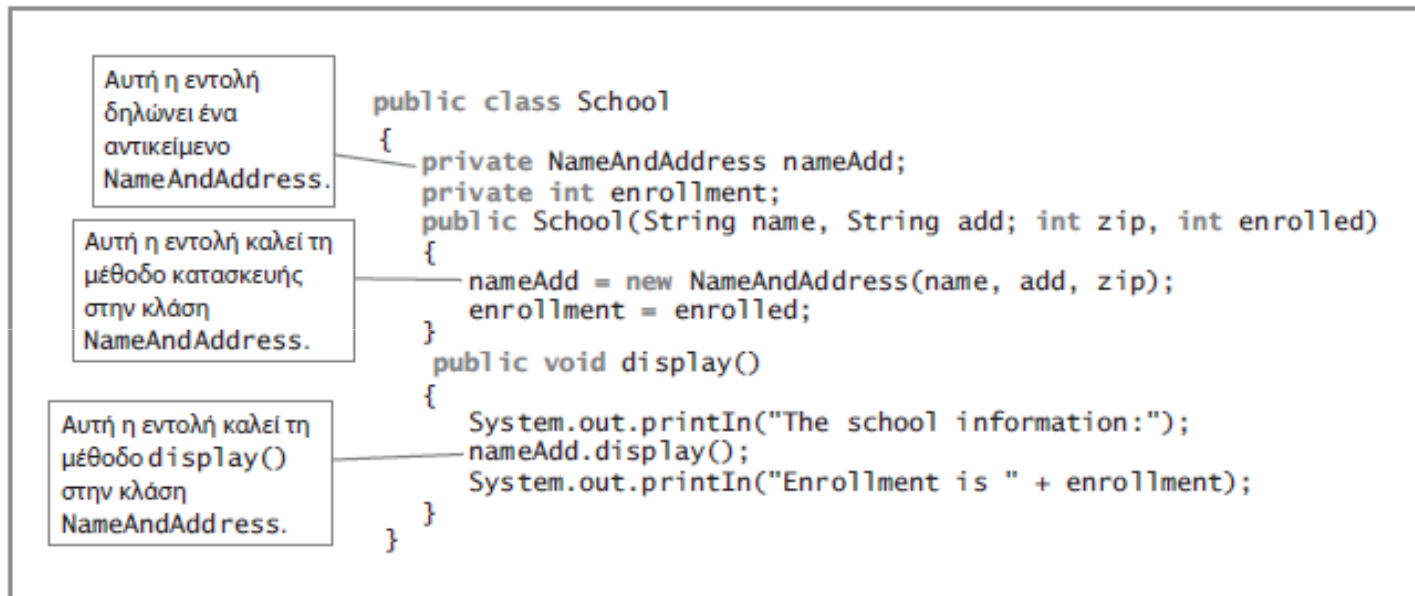 Αυτή η εντολή
δηλώνει ένα
αντικείμενο
NameAndAddress.
Αυτή η εντολή καλεί τη
μέθοδο κατασκευής
στην κλάση
NameAndAddress.
Αυτή η εντολή καλεί τη
μέθοδο display()
στην κλάση
NameAndAddress.
public class School
{
private NameAndAddress nameAdd;
private int enrollment;
public School(String name, String add; int zip, int enrolled)
{
nameAdd = new NameAndAddress(name, add, zip);
enrollment = enrolled;
}
public void display()
{
System.out.printIn("The school information:");
nameAdd.display();
System.out.printIn("Enrollment is " + enrollment);
}
}